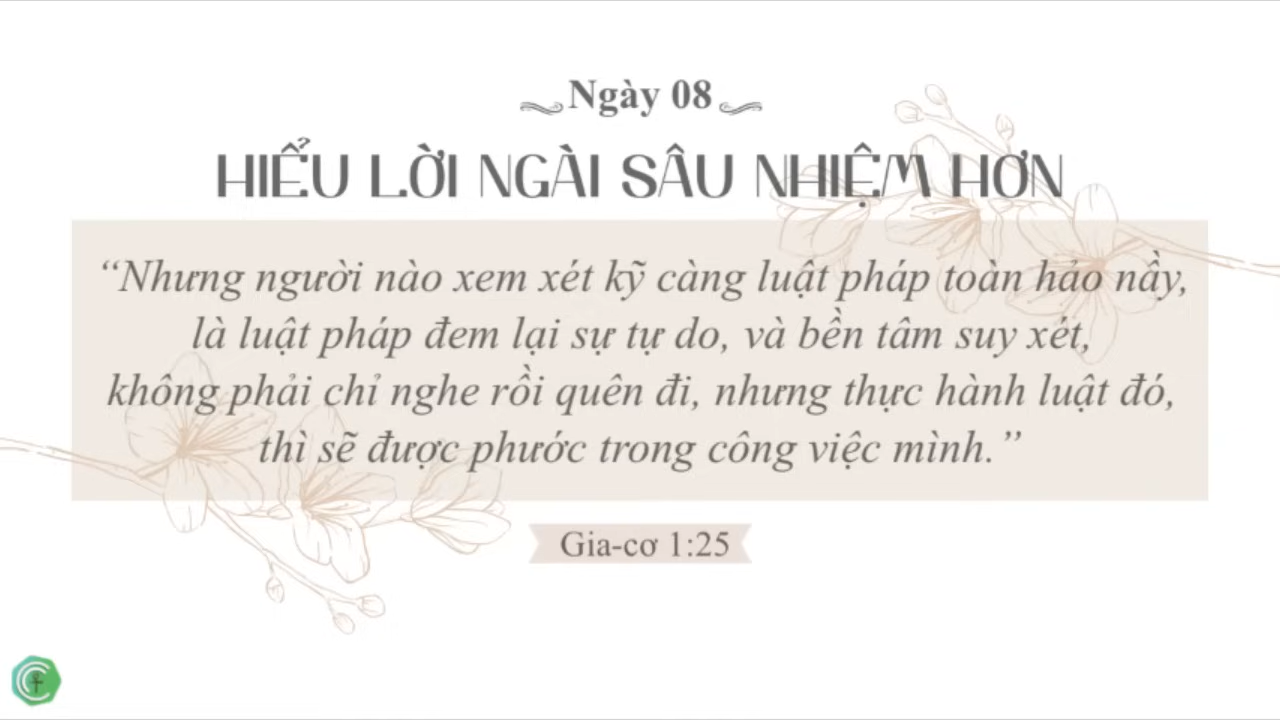 Ngày 08
HIỂU LỜI NGÀI SÂU NHIỆM HƠN
“Nhưng người nào xem xét kỹ càng luật pháp toàn hảo nầy,
là luật pháp đem lại sự tự do, và bền tâm suy xét,
không phải chỉ nghe rồi quên đi, nhưng thực hành luật đó,
thì sẽ được phước trong công việc mình.”
Gia-cơ 1:25